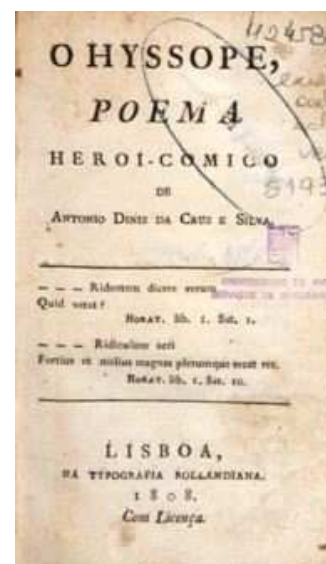 42458
O HYSSOPE,
POEMA
HEROI-COMICO
DE
ANTONIO DINIZ DA CRUZ E SILVA.
_ _ _ Ridentem dicere verum
Quid vetat?
HORAT. lib. 1. Sat. 1.
_ _ _ Ridiculum acri
Fortius et melius magnas plerumque secat res.
HORAT. lib. 1. Sat. 10.
LISBOA,
NA TYPOGRAFIA ROLLANDIANA.
1808.
Com Licença.